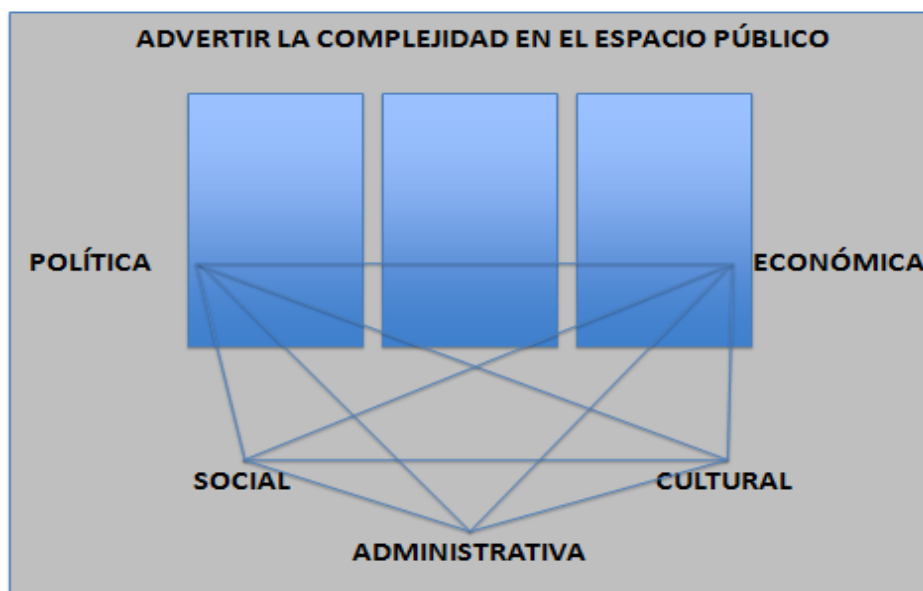 ADVERTIR LA COMPLEJIDAD EN EL ESPACIO PÚBLICO
POLÍTICA
ECONÓMICA
SOCIAL
CULTURAL
ADMINISTRATIVA